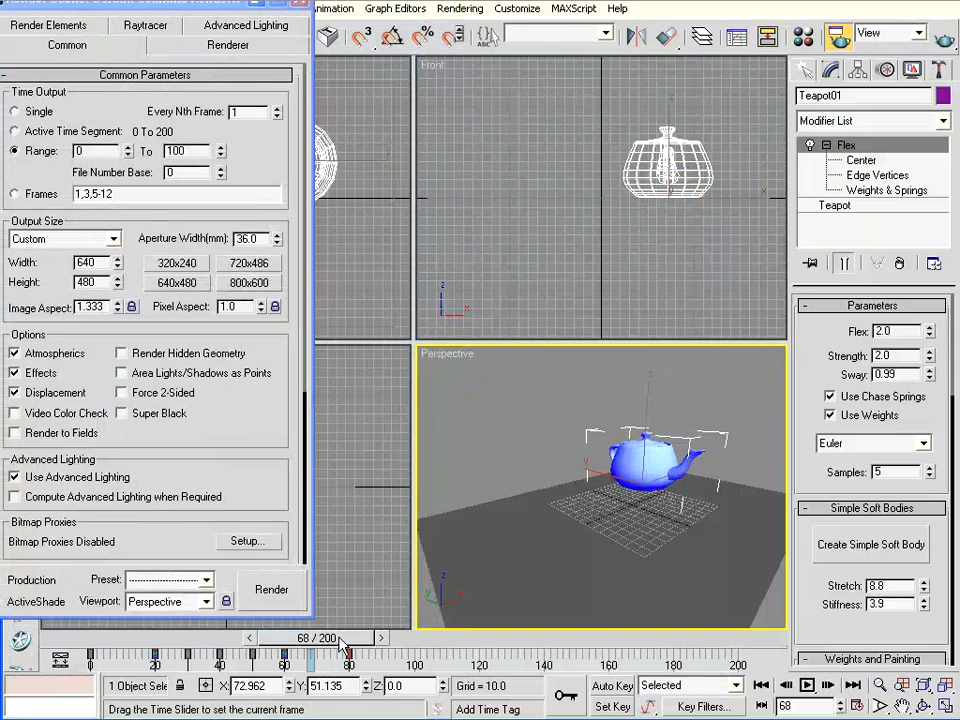 nimation Graph Editors Rendering Customize MAXScript Help
View
Render Elements Raytracer Advanced Lighting
Common Renderer
- Common Parameters
Time Output
Single Every Nth Frame: 1
Active Time Segment: 0 To 200
Range: 0 To 100
File Number Base: 0
Frames 1,3,5-12
Output Size
Custom Aperture Width(mm): 36.0
Width: 640 320x240 720x486
Height: 480 640x480 800x600
Image Aspect: 1.333 Pixel Aspect: 1.0
Options
Atmospherics Render Hidden Geometry
Effects Area Lights/Shadows as Points
Displacement Force 2-Sided
Video Color Check Super Black
Render to Fields
Advanced Lighting
Use Advanced Lighting
Compute Advanced Lighting when Required
Bitmap Proxies
Bitmap Proxies Disabled Setup...
Production Preset: -----------------
ActiveShade Viewport: Perspective
Render
Front
z
x
y
x
z
x
Perspective
z
y
x
z
y
x
Teapot01
Modifier List
Flex
Center
Edge Vertices
Weights & Springs
Teapot
- Parameters
Flex: 2.0
Strength: 2.0
Sway: 0.99
Use Chase Springs
Use Weights
Euler
Samples: 5
- Simple Soft Bodies
Create Simple Soft Body
Stretch: 8.8
Stiffness: 3.9
- Weights and Painting
< 68 / 200 >
0 20 40 60 80 100 120 140 160 180 200
1 Object Sele X: 72.962 Y: 51.135 Z: 0.0 Grid = 10.0 Auto Key Selected
Drag the Time Slider to set the current frame Add Time Tag Set Key Key Filters... 68